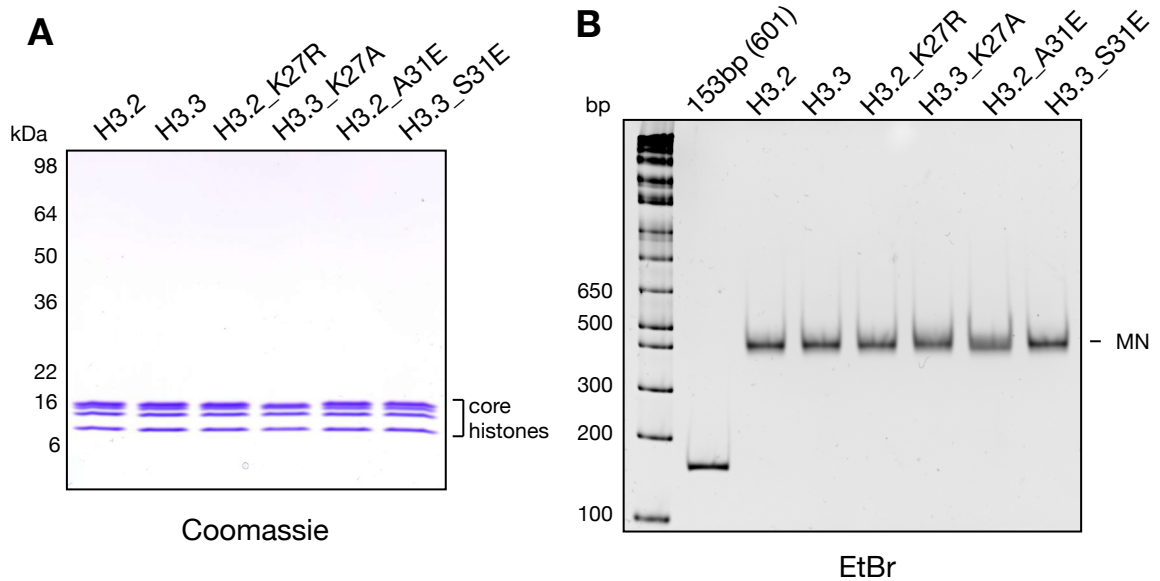 A
H3.2
H3.3
H3.2_K27R
H3.3_K27A
H3.2_A31E
H3.3_S31E
kDa
98
64
50
36
22
16
6
core
histones
Coomassie
B
153bp (601)
H3.2
H3.3
H3.2_K27R
H3.3_K27A
H3.2_A31E
H3.3_S31E
bp
650
500
300
200
100
MN
EtBr